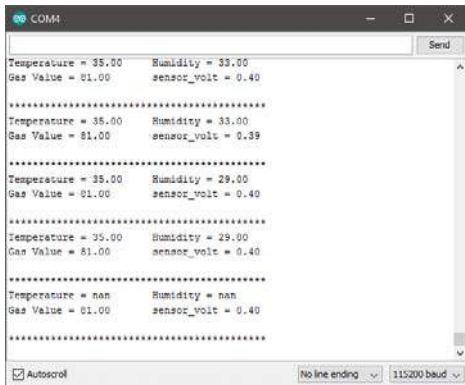 COM4
Send
Temperature = 35.00 Humidity = 33.00
Gas Value = 81.00 sensor_volt = 0.40
*********************************************
Temperature = 35.00 Humidity = 33.00
Gas Value = 81.00 sensor_volt = 0.39
*********************************************
Temperature = 35.00 Humidity = 29.00
Gas Value = 81.00 sensor_volt = 0.40
*********************************************
Temperature = 35.00 Humidity = 29.00
Gas Value = 81.00 sensor_volt = 0.40
*********************************************
Temperature = nan Humidity = nan
Gas Value = 81.00 sensor_volt = 0.40
*********************************************
Autoscroll No line ending 115200 baud